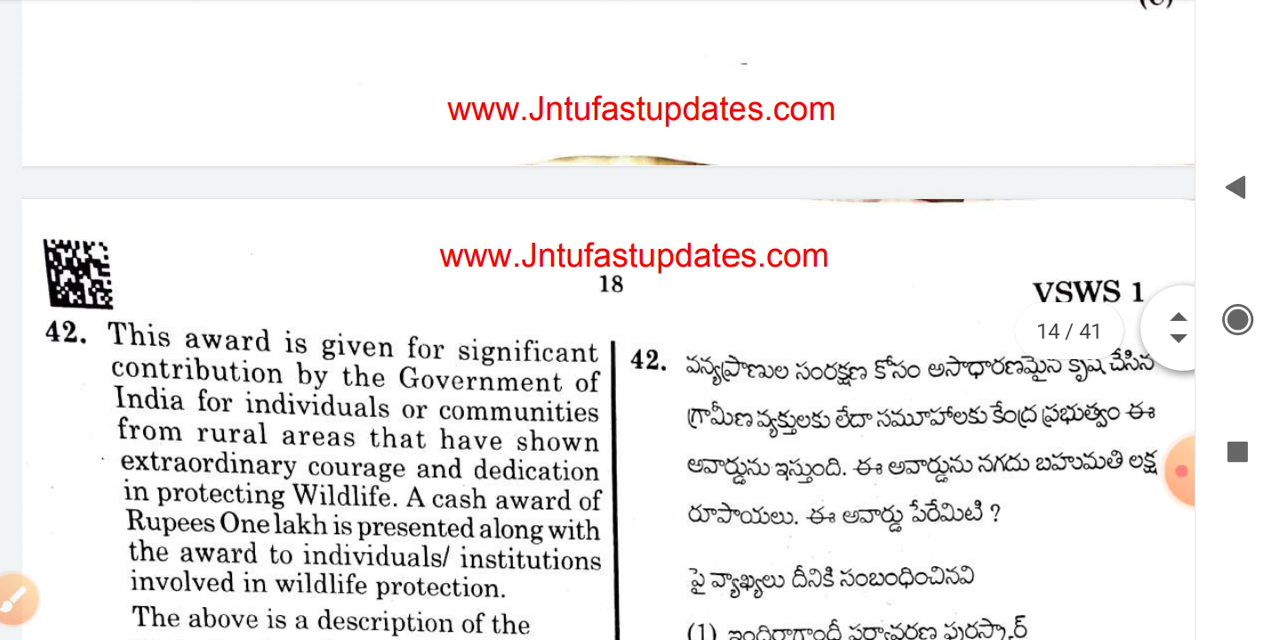 (C)
www.Jntufastupdates.com
www.Jntufastupdates.com
18
VSWS 1
14 / 41
42. This award is given for significant
contribution by the Government of
India for individuals or communities
from rural areas that have shown
extraordinary courage and dedication
in protecting Wildlife. A cash award of
Rupees One lakh is presented along with
the award to individuals/ institutions
involved in wildlife protection.
The above is a description of the
42. వన్యప్రాణుల సంరక్షణ కోసం అసాధారణమైన కృషి చేసిన
గ్రామీణ వ్యక్తులకు లేదా సమూహాలకు కేంద్ర ప్రభుత్వం ఈ
అవార్డును ఇస్తుంది. ఈ అవార్డును నగదు బహుమతి లక్ష
రూపాయలు. ఈ అవార్డు పేరేమిటి ?
పై వ్యాఖ్యలు దీనికి సంబంధించినవి
(1) ఇందిరాగాంధీ పర్యావరణ పురస్కార్